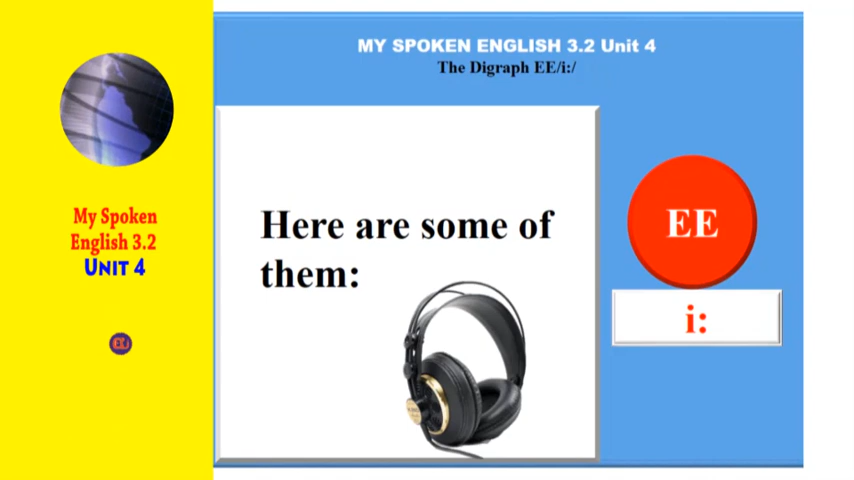 MY SPOKEN ENGLISH 3.2 Unit 4
The Digraph EE/i:/
Here are some of
them:
EE
i:
My Spoken
English 3.2
UNIT 4